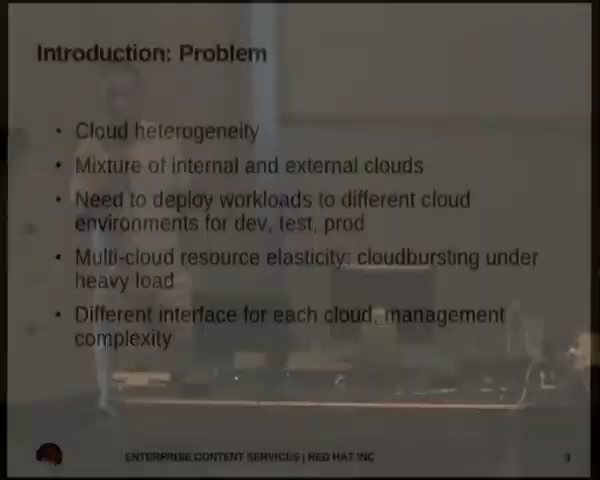 Introduction: Problem
• Cloud heterogeneity
• Mixture of internal and external clouds
• Need to deploy workloads to different cloud
environments for dev, test, prod
• Multi-cloud resource elasticity: cloudbursting under
heavy load
• Different interface for each cloud, management
complexity
ENTERPRISE CONTENT SERVICES | RED HAT INC